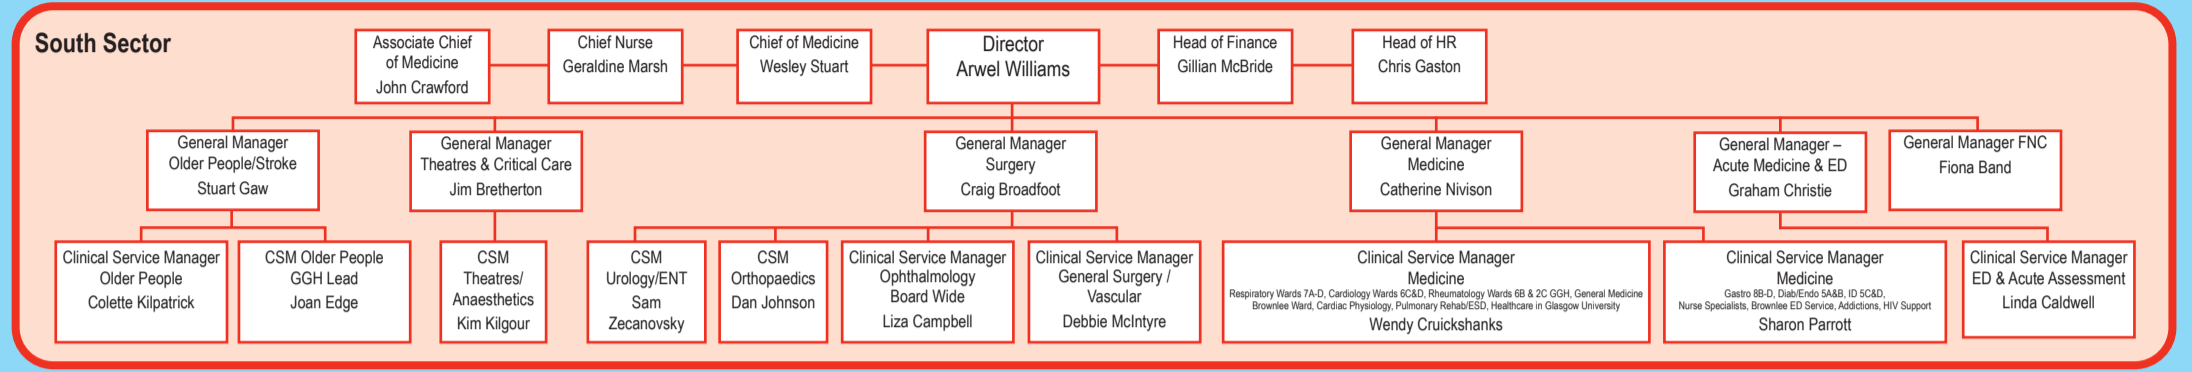 South Sector
Associate Chief
of Medicine
John Crawford
Chief Nurse
Geraldine Marsh
Chief of Medicine
Wesley Stuart
Director
Arwel Williams
Head of Finance
Gillian McBride
Head of HR
Chris Gaston
General Manager
Older People/Stroke
Stuart Gaw
General Manager
Theatres & Critical Care
Jim Bretherton
General Manager
Surgery
Craig Broadfoot
General Manager
Medicine
Catherine Nivison
General Manager –
Acute Medicine & ED
Graham Christie
General Manager FNC
Fiona Band
Clinical Service Manager
Older People
Colette Kilpatrick
CSM Older People
GGH Lead
Joan Edge
CSM
Theatres/
Anaesthetics
Kim Kilgour
CSM
Urology/ENT
Sam
Zecanovsky
CSM
Orthopaedics
Dan Johnson
Clinical Service Manager
Ophthalmology
Board Wide
Liza Campbell
Clinical Service Manager
General Surgery /
Vascular
Debbie McIntyre
Clinical Service Manager
Medicine
Respiratory Wards 7A-D, Cardiology Wards 6C&D, Rheumatology Wards 6B & 2C GGH, General Medicine
Brownlee Ward, Cardiac Physiology, Pulmonary Rehab/ESD, Healthcare in Glasgow University
Wendy Cruickshanks
Clinical Service Manager
Medicine
Gastro 8B-D, Diab/Endo 5A&B, ID 5C&D,
Nurse Specialists, Brownlee ED Service, Addictions, HIV Support
Sharon Parrott
Clinical Service Manager
ED & Acute Assessment
Linda Caldwell